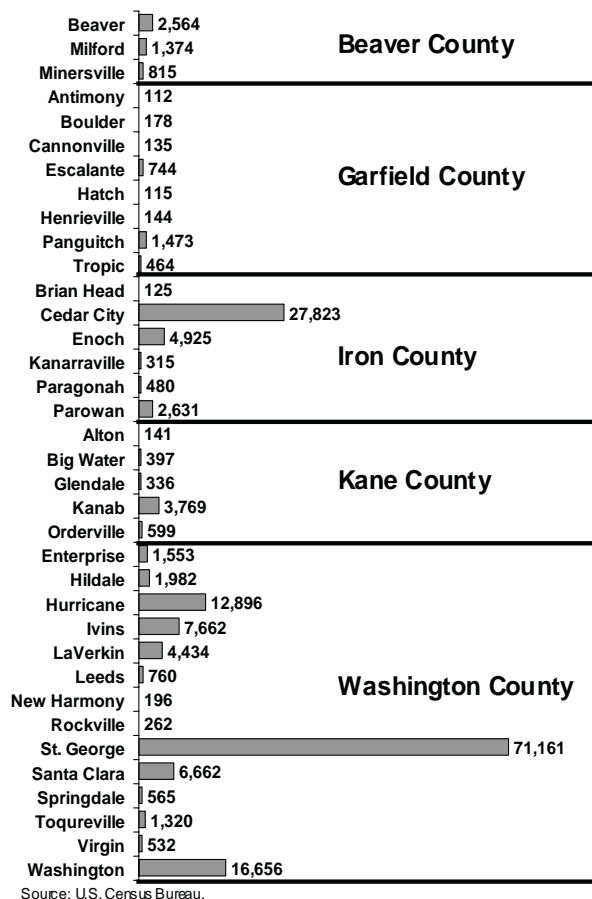 Beaver 2,564
Milford 1,374
Minersville 815
Beaver County
Antimony 112
Boulder 178
Cannonville 135
Escalante 744
Hatch 115
Henrieville 144
Panguitch 1,473
Tropic 464
Garfield County
Brian Head 125
Cedar City 27,823
Enoch 4,925
Kanarraville 315
Paragonah 480
Parowan 2,631
Iron County
Alton 141
Big Water 397
Glendale 336
Kanab 3,769
Orderville 599
Kane County
Enterprise 1,553
Hildale 1,982
Hurricane 12,896
Ivins 7,662
LaVerkin 4,434
Leeds 760
New Harmony 196
Rockville 262
St. George 71,161
Santa Clara 6,662
Springdale 565
Toqureville 1,320
Virgin 532
Washington 16,656
Washington County
Source: U.S. Census Bureau.